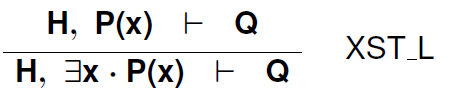 H, P(x) ⊢ Q
H, ∃x · P(x) ⊢ Q XST_L